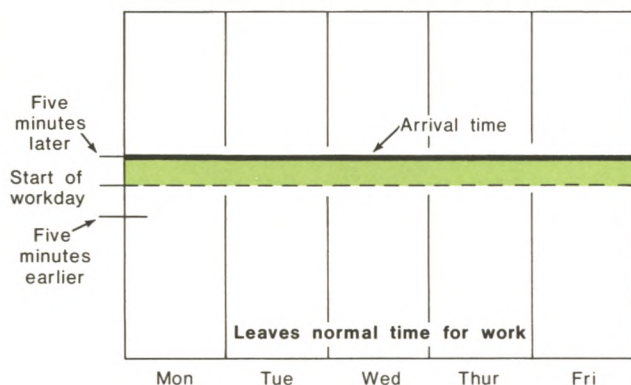 Five
minutes
later
Arrival time
Start of
workday
Five
minutes
earlier
Leaves normal time for work
Mon Tue Wed Thur Fri